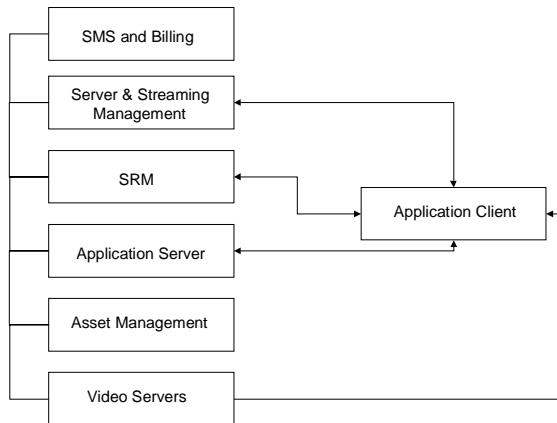 SMS and Billing
Server & Streaming
Management
SRM
Application Client
Application Server
Asset Management
Video Servers